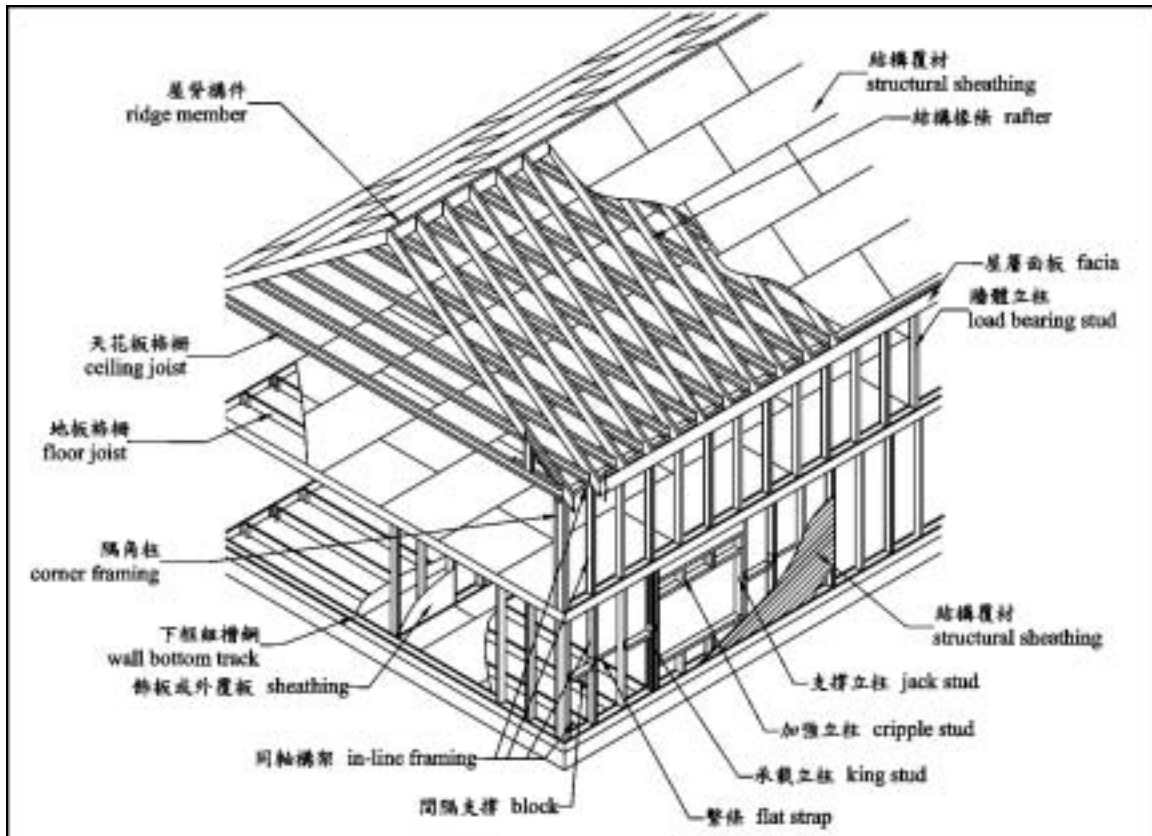 屋脊構件
ridge member
結構覆材
structural sheathing
結構椽條 rafter
屋簷面板 facia
牆體立柱
load bearing stud
天花板格柵
ceiling joist
地板格柵
floor joist
隅角柱
corner framing
下框組槽鋼
wall bottom track
飾板或外覆板 sheathing
結構覆材
structural sheathing
支撐立柱 jack stud
加強立柱 cripple stud
同軸構架 in-line framing
承載立柱 king stud
間隔支撐 block
繫條 flat strap